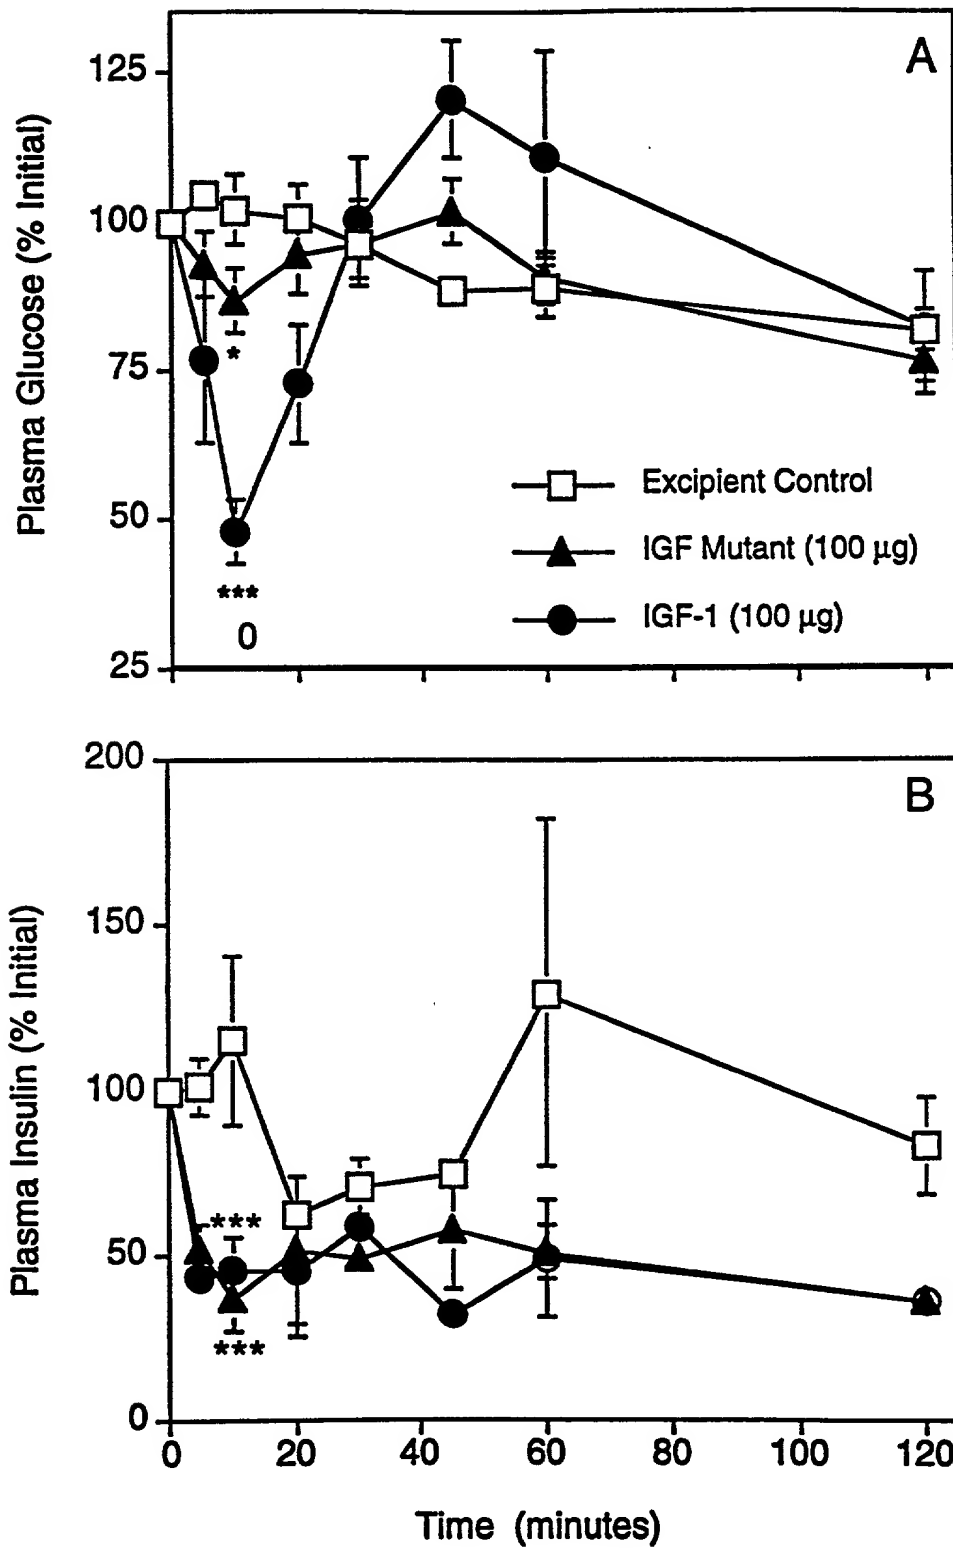 A
Plasma Glucose (% Initial)
125
100
75
50
25
*
***
0
Excipient Control
IGF Mutant (100 µg)
IGF-1 (100 µg)
B
Plasma Insulin (% Initial)
200
150
100
50
0
***
***
0 20 40 60 80 100 120
Time (minutes)